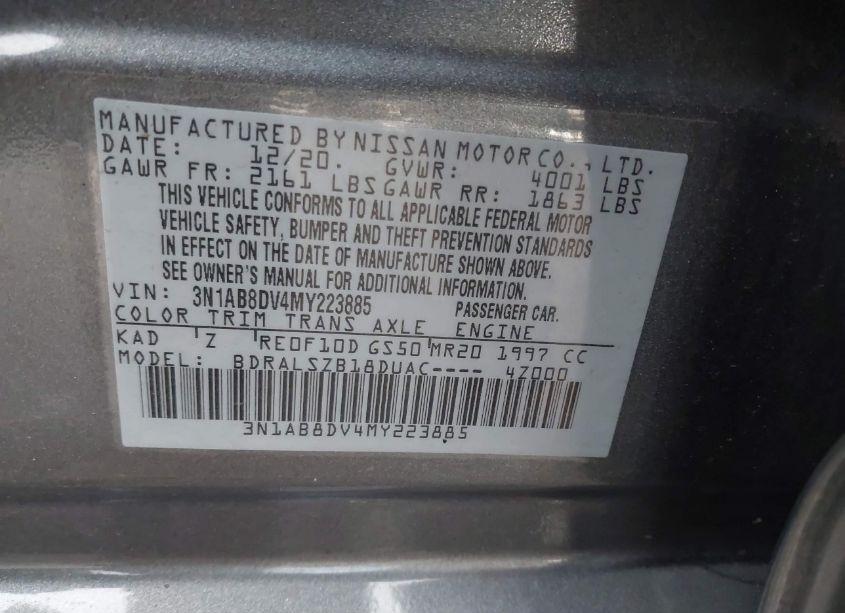 MANUFACTURED BY NISSAN MOTOR CO., LTD.
DATE: 12/20. GVWR: 4001 LBS
GAWR FR: 2161 LBS GAWR RR: 1863 LBS
THIS VEHICLE CONFORMS TO ALL APPLICABLE FEDERAL MOTOR
VEHICLE SAFETY, BUMPER AND THEFT PREVENTION STANDARDS
IN EFFECT ON THE DATE OF MANUFACTURE SHOWN ABOVE.
SEE OWNER'S MANUAL FOR ADDITIONAL INFORMATION.
VIN: 3N1AB8DV4MY223885 PASSENGER CAR.
COLOR TRIM TRANS AXLE ENGINE
KAD Z RE0F10D GS50 MR20 1997 CC
MODEL: BDRALSZB18DUAC---- 4Z000
3N1AB8DV4MY223885